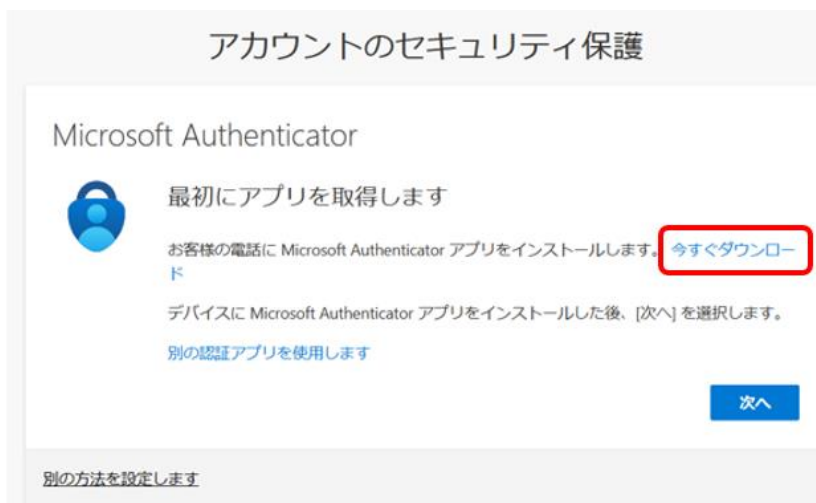 アカウントのセキュリティ保護
Microsoft Authenticator
最初にアプリを取得します
お客様の電話に Microsoft Authenticator アプリをインストールします。 今すぐダウンロー
ド
デバイスに Microsoft Authenticator アプリをインストールした後、[次へ] を選択します。
別の認証アプリを使用します
次へ
別の方法を設定します